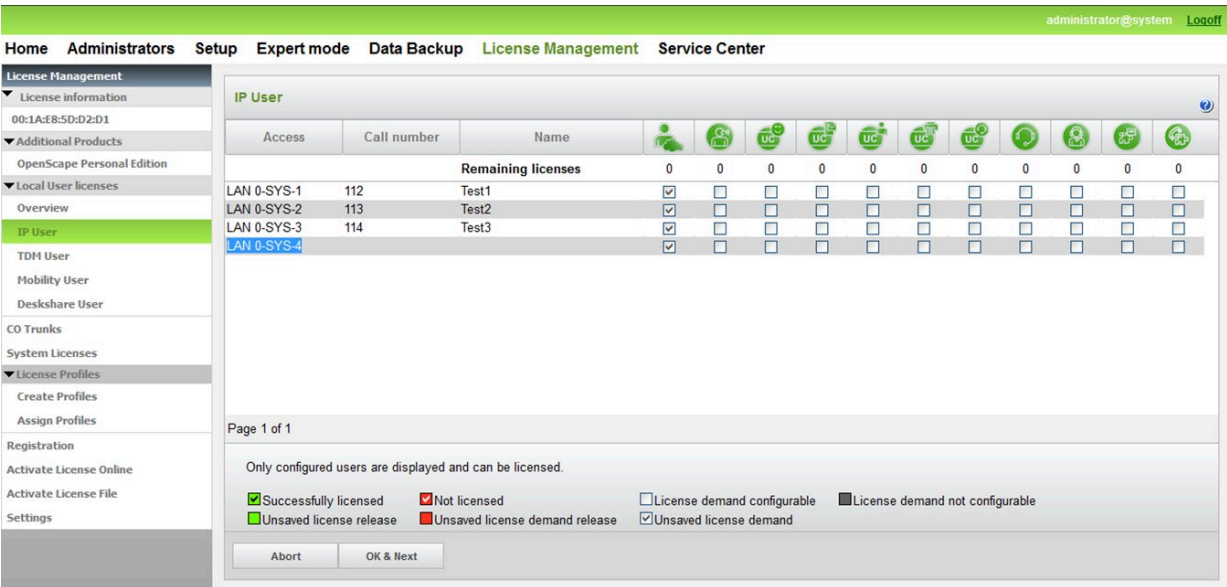 administrator@system Logoff
Home Administrators Setup Expert mode Data Backup License Management Service Center
License Management
License information
00:1A:E8:5D:D2:D1
Additional Products
OpenScape Personal Edition
Local User licenses
Overview
IP User
TDM User
Mobility User
Deskshare User
CO Trunks
System Licenses
License Profiles
Create Profiles
Assign Profiles
Registration
Activate License Online
Activate License File
Settings
IP User
Access Call number Name UC UC UC UC
Remaining licenses 0 0 0 0 0 0 0 0 0 0 0
LAN 0-SYS-1 112 Test1
LAN 0-SYS-2 113 Test2
LAN 0-SYS-3 114 Test3
LAN 0-SYS-4
Page 1 of 1
Only configured users are displayed and can be licensed.
Successfully licensed Not licensed License demand configurable License demand not configurable
Unsaved license release Unsaved license demand release Unsaved license demand
Abort OK & Next